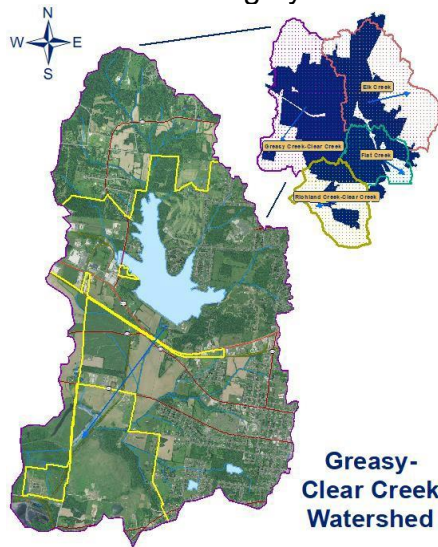 N
W E
S
Elk Creek
Greasy Creek-Clear Creek
Flat Creek
Richland Creek-Clear Creek
Greasy-
Clear Creek
Watershed